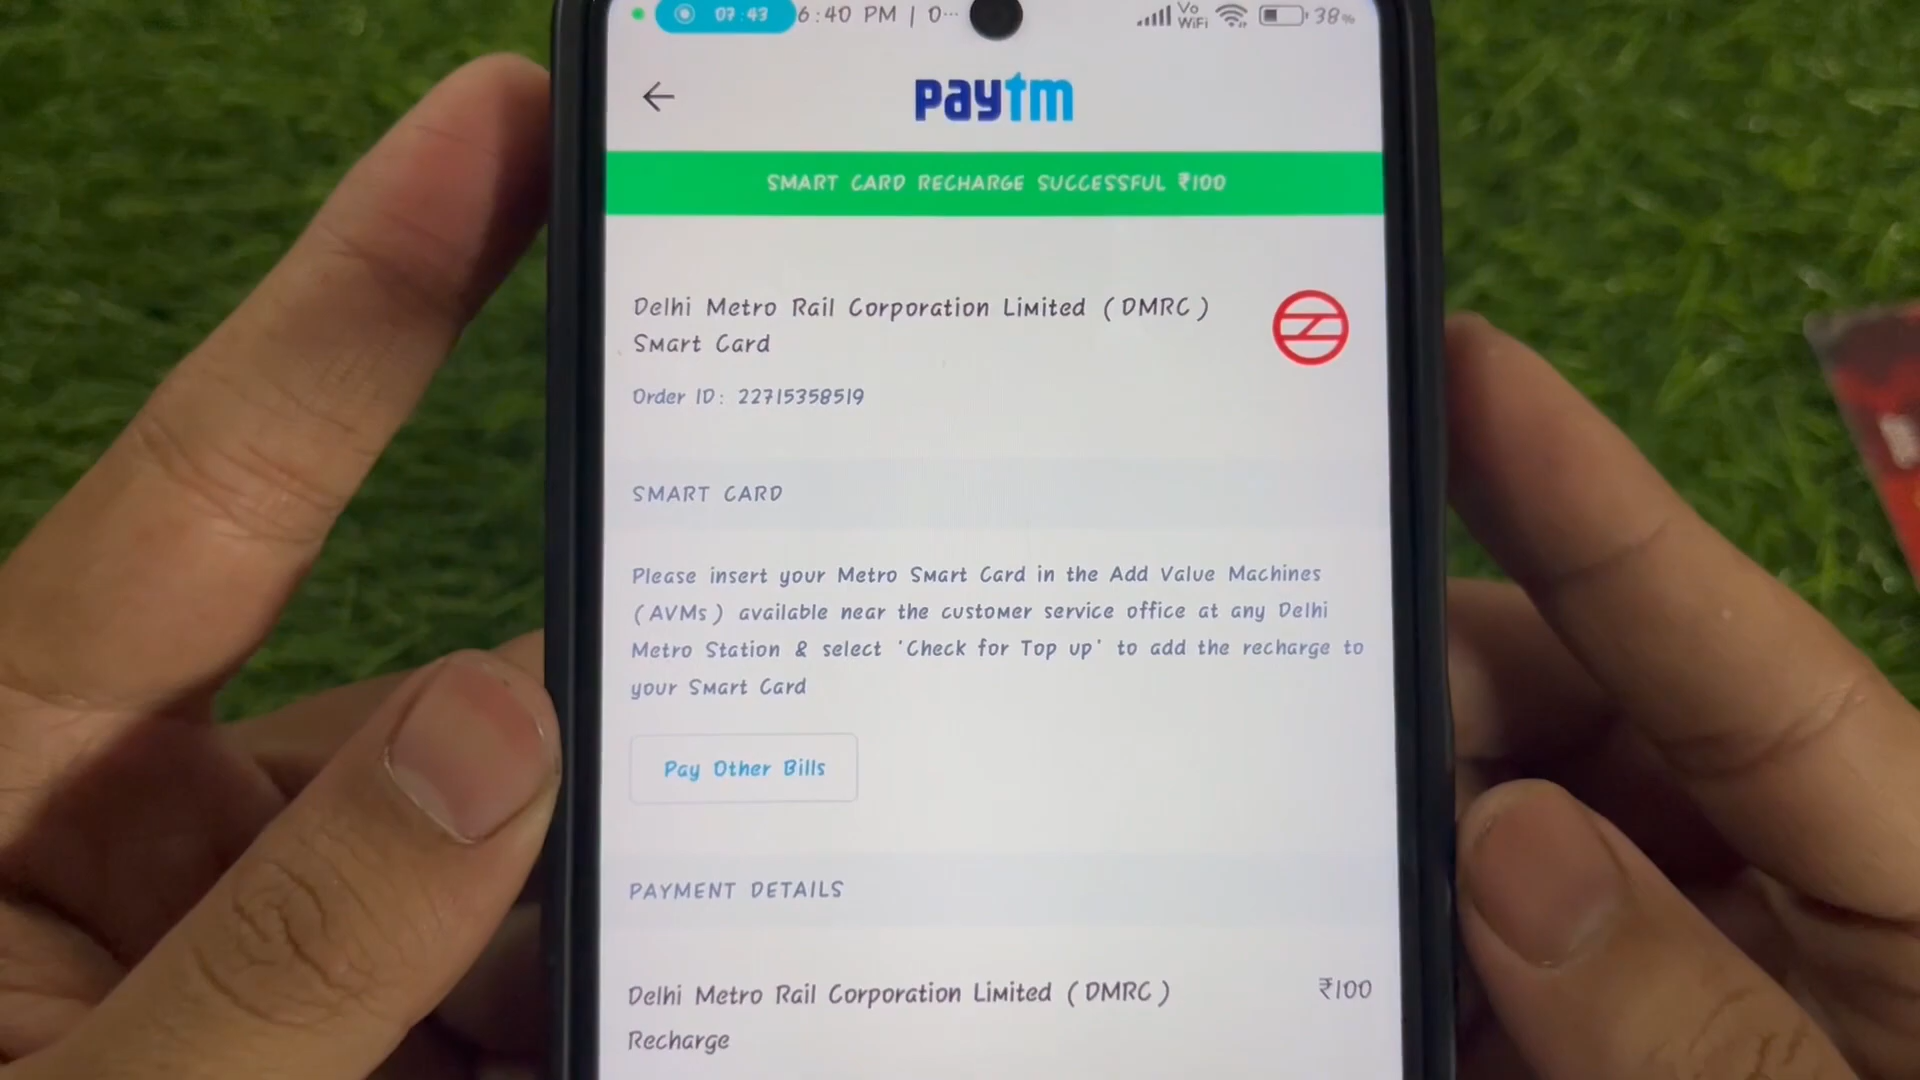 07:43 6:40 PM | 0... Vo WiFi 38%
paytm
SMART CARD RECHARGE SUCCESSFUL ₹100
Delhi Metro Rail Corporation Limited (DMRC)
Smart Card
Order ID: 22715358519
SMART CARD
Please insert your Metro Smart Card in the Add Value Machines
(AVMs) available near the customer service office at any Delhi
Metro Station & select 'Check for Top up' to add the recharge to
your Smart Card
Pay Other Bills
PAYMENT DETAILS
Delhi Metro Rail Corporation Limited (DMRC) ₹100
Recharge